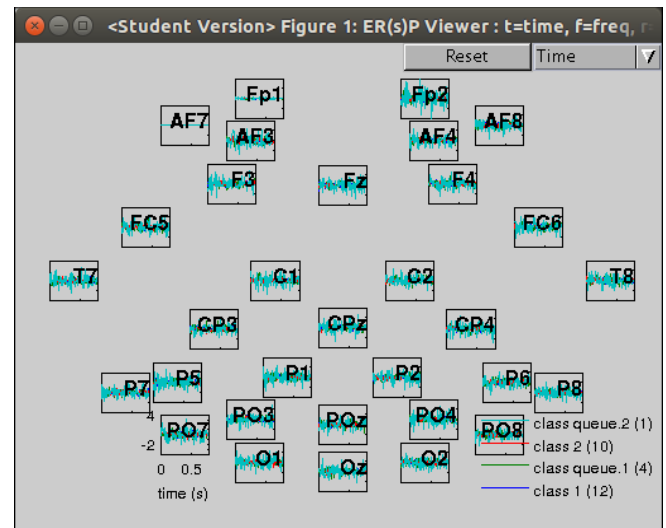 <Student Version> Figure 1: ER(s)P Viewer : t=time, f=freq, r=
Reset Time
Fp1 Fp2
AF7 AF8
AF3 AF4
F3 Fz F4
FC5 FC6
T7 C1 C2 T8
CP3 CPz CP4
P7 P5 P1 P2 P6 P8
4
PO3 POz PO4
class queue.2 (1)
-2 PO7 PO8
class 2 (10)
O1 Oz O2
0 0.5
class queue.1 (4)
time (s)
class 1 (12)